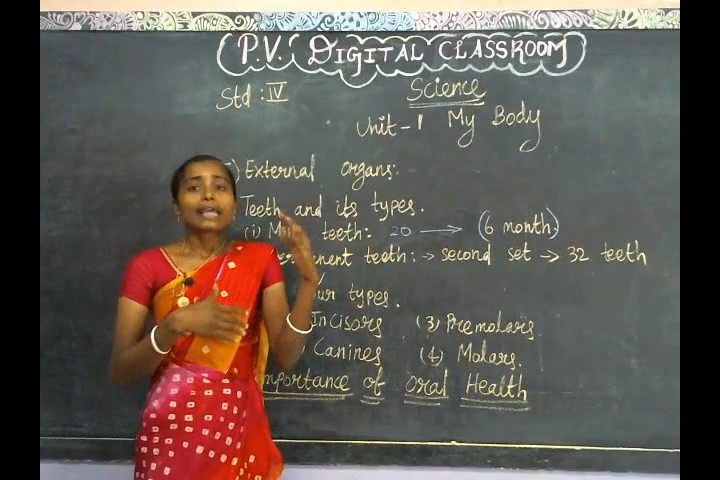 P.V. DIGITAL CLASSROOM
Std : IV
Science
Unit - 1 My Body
External organs:
Teeth and its types.
(i) teeth: 20 → (6 month)
teeth: → second set → 32 teeth
types.
Incisors (3) Premolars
Canines (4) Molars.
Importance of oral Health